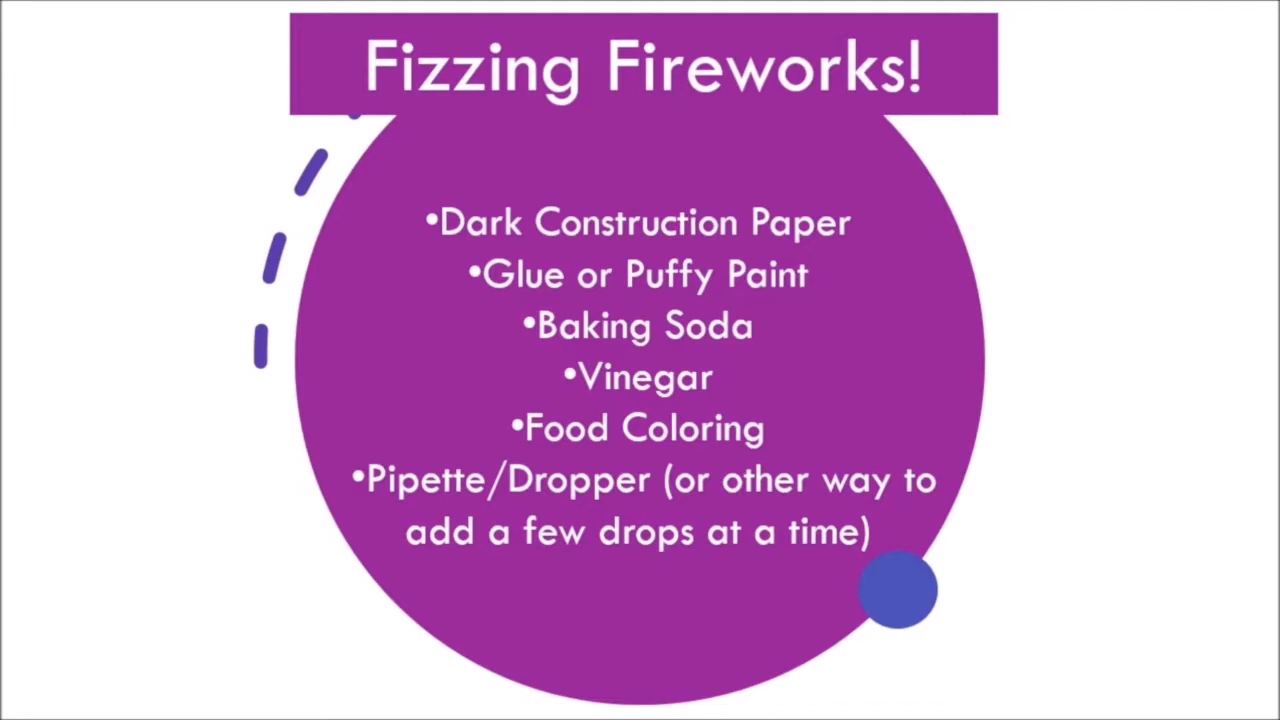 Fizzing Fireworks!
•Dark Construction Paper
•Glue or Puffy Paint
•Baking Soda
•Vinegar
•Food Coloring
•Pipette/Dropper (or other way to
add a few drops at a time)